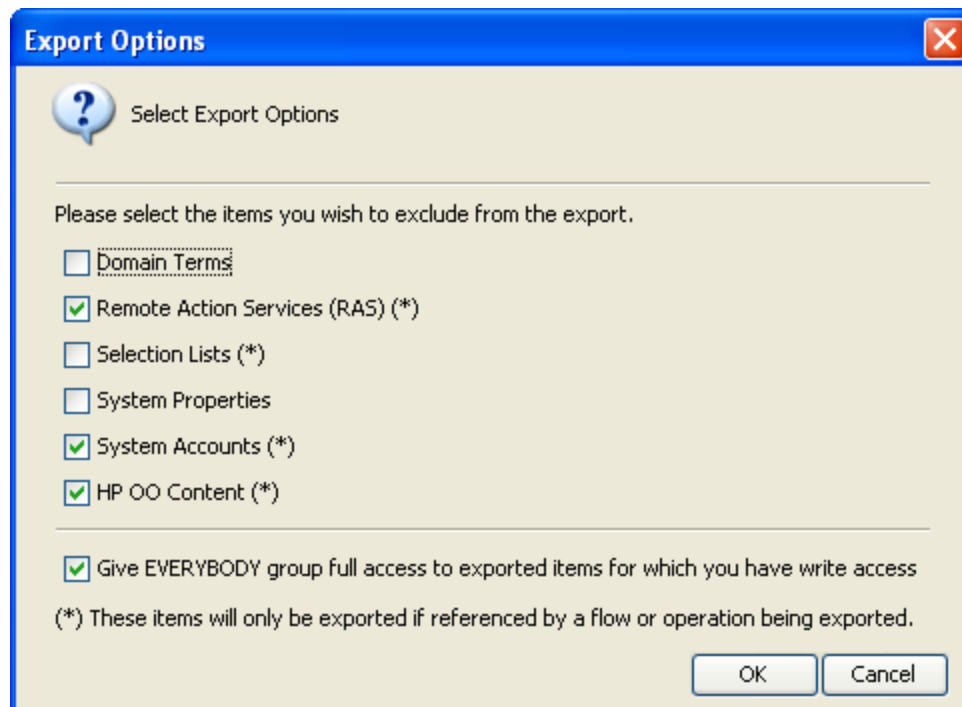 Export Options
Select Export Options
Please select the items you wish to exclude from the export.
Domain Terms
Remote Action Services (RAS) (*)
Selection Lists (*)
System Properties
System Accounts (*)
HP OO Content (*)
Give EVERYBODY group full access to exported items for which you have write access
(*) These items will only be exported if referenced by a flow or operation being exported.
OK Cancel